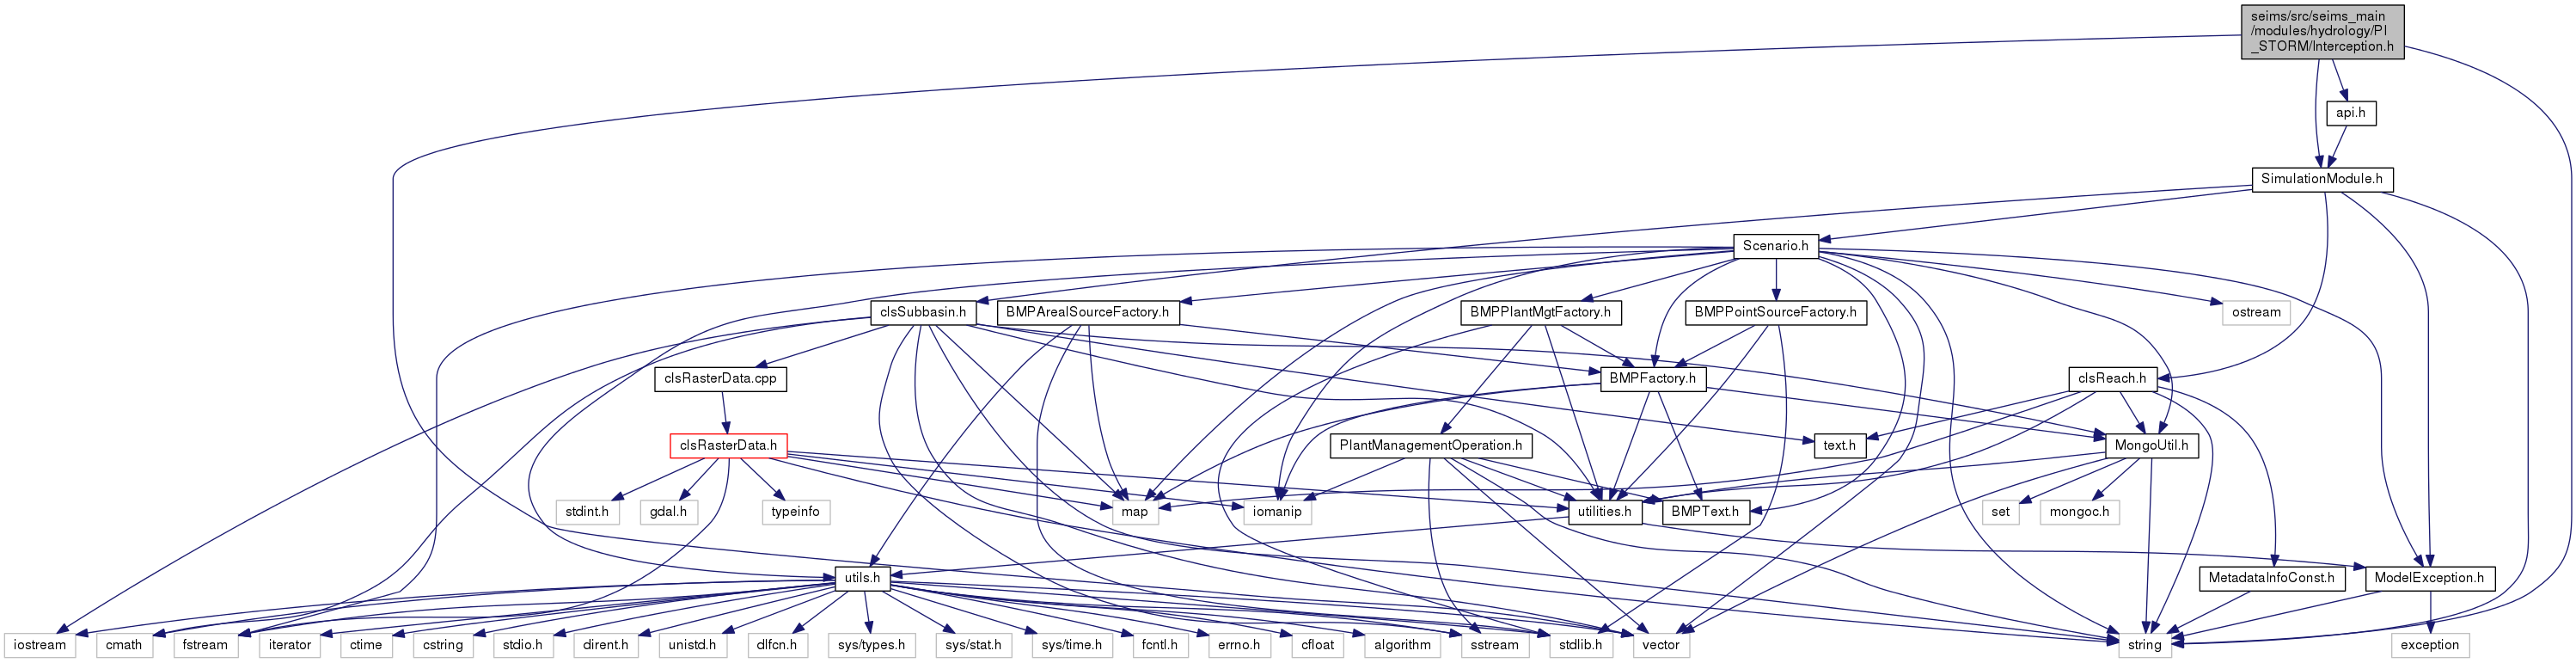 seims/src/seims_main
/modules/hydrology/PI
_STORM/Interception.h
api.h
SimulationModule.h
Scenario.h
clsSubbasin.h
BMPArealSourceFactory.h
BMPPlantMgtFactory.h
BMPPointSourceFactory.h
ostream
clsRasterData.cpp
BMPFactory.h
clsReach.h
clsRasterData.h
PlantManagementOperation.h
text.h
MongoUtil.h
stdint.h
gdal.h
typeinfo
map
iomanip
utilities.h
BMPText.h
set
mongoc.h
utils.h
MetadataInfoConst.h
ModelException.h
iostream
cmath
fstream
iterator
ctime
cstring
stdio.h
dirent.h
unistd.h
dlfcn.h
sys/types.h
sys/stat.h
sys/time.h
fcntl.h
errno.h
cfloat
algorithm
sstream
stdlib.h
vector
string
exception